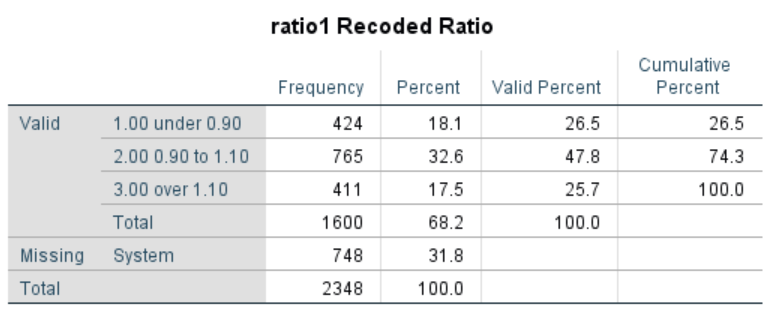 ratio1 Recoded Ratio
Frequency Percent Valid Percent Cumulative Percent
Valid 1.00 under 0.90 424 18.1 26.5 26.5
2.00 0.90 to 1.10 765 32.6 47.8 74.3
3.00 over 1.10 411 17.5 25.7 100.0
Total 1600 68.2 100.0
Missing System 748 31.8
Total 2348 100.0